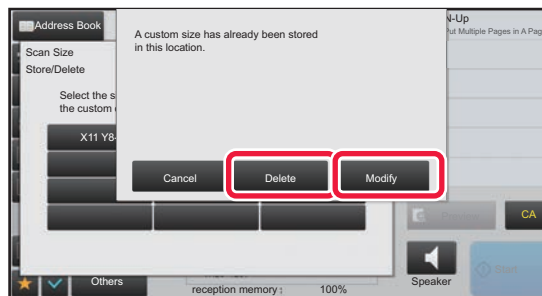 Address Book
N-Up
Put Multiple Pages in A Pag
Scan Size
Store/Delete
Select the s
the custom
X11 Y8-
A custom size has already been stored
in this location.
Cancel
Delete
Modify
CA
Others
reception memory: 100%
Speaker
Start